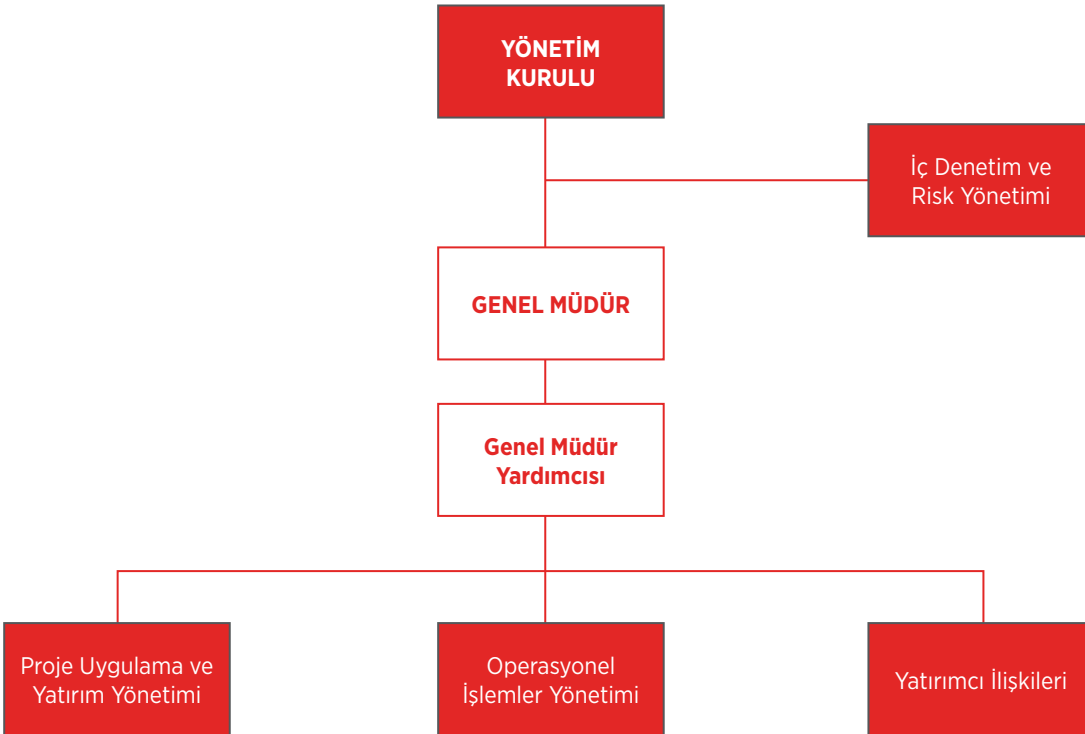 YÖNETİM
KURULU
İç Denetim ve
Risk Yönetimi
GENEL MÜDÜR
Genel Müdür
Yardımcısı
Proje Uygulama ve
Yatırım Yönetimi
Operasyonel
İşlemler Yönetimi
Yatırımcı İlişkileri